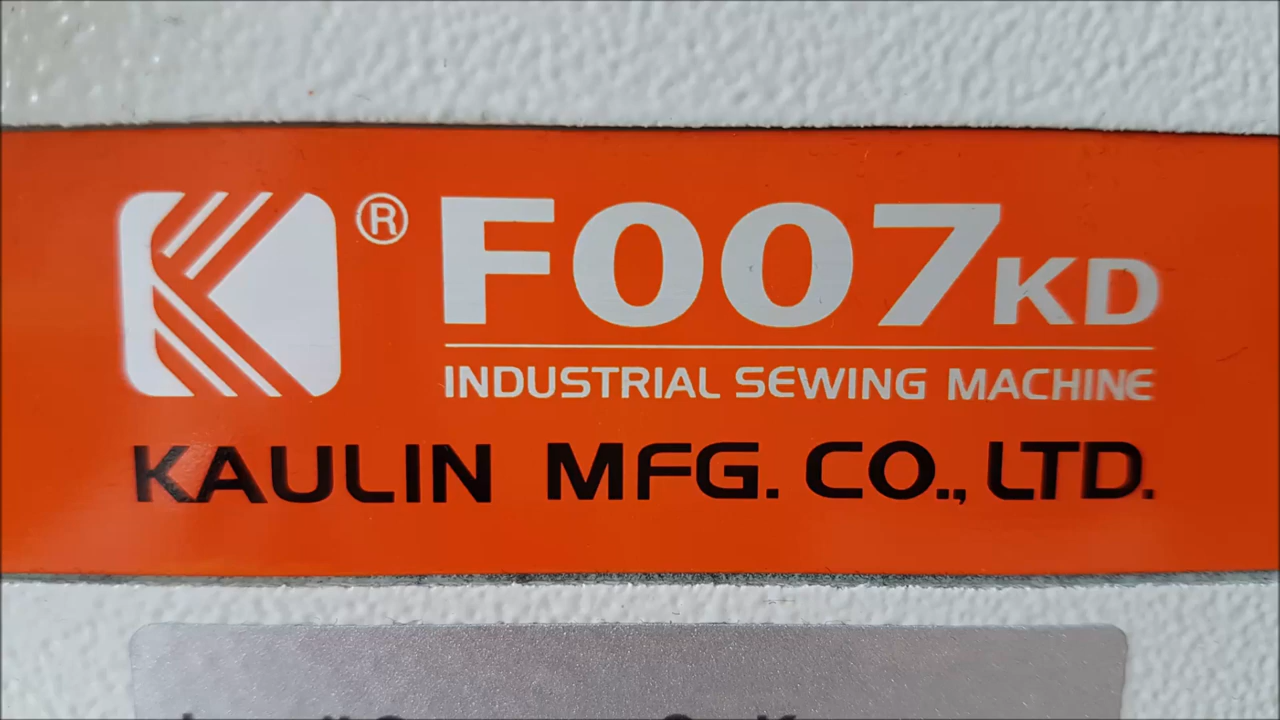 K® F007KD
INDUSTRIAL SEWING MACHINE
KAULIN MFG. CO., LTD.